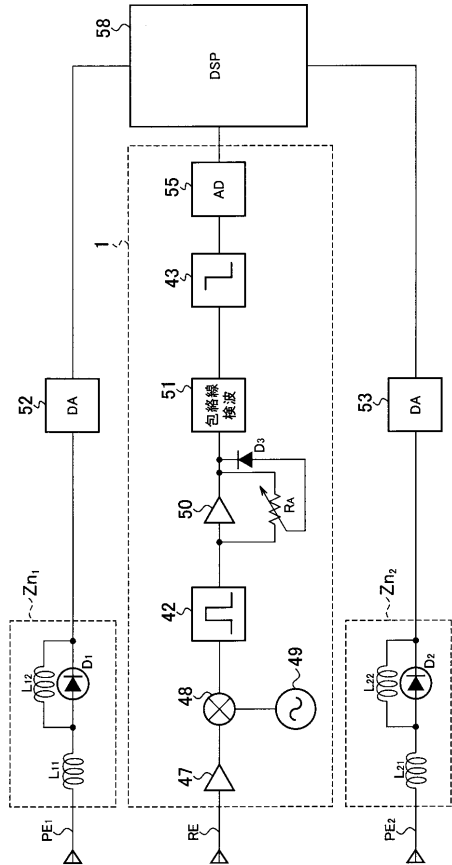 Zn1
L12
52
PE1
L11
D1
DA
58
DSP
1
47
48
42
50
51
43
55
RE
包絡線
検波
AD
D3
RA
49
Zn2
L22
53
PE2
L21
D2
DA